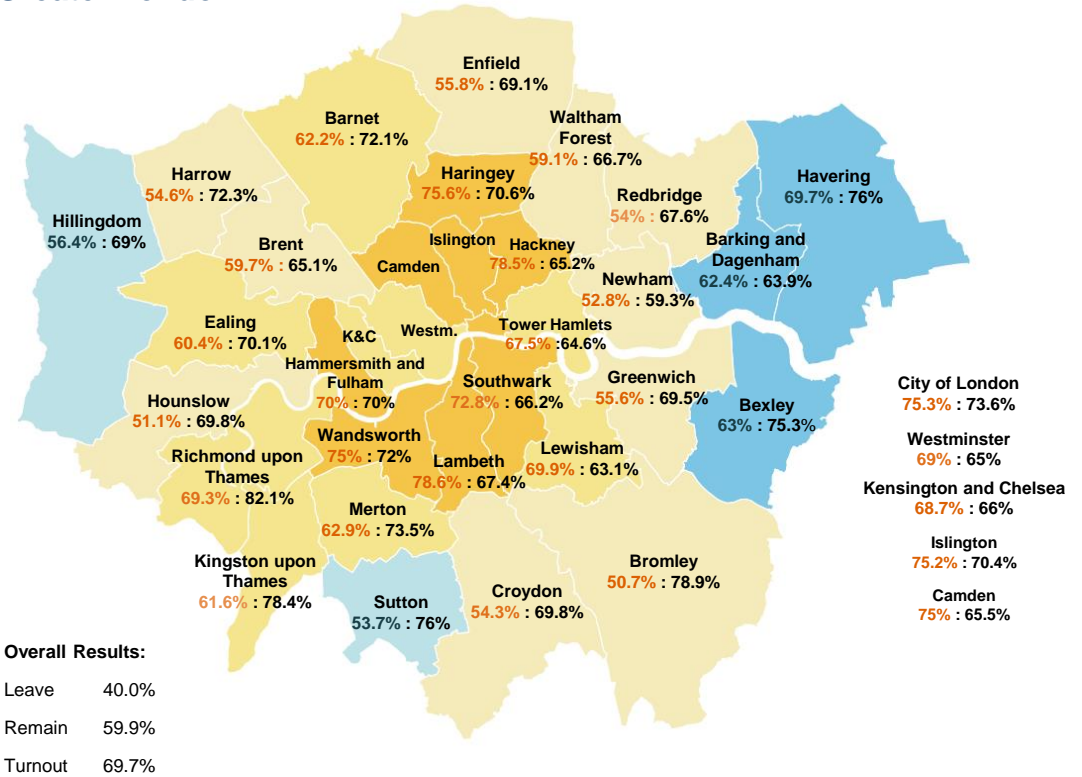 Enfield
55.8% : 69.1%
Barnet
62.2% : 72.1%
Waltham
Forest
59.1% : 66.7%
Harrow
54.6% : 72.3%
Haringey
75.6% : 70.6%
Redbridge
54% : 67.6%
Havering
69.7% : 76%
Hillingdom
56.4% : 69%
Brent
59.7% : 65.1%
Islington
Hackney
78.5% : 65.2%
Camden
Barking and
Dagenham
62.4% : 63.9%
Newham
52.8% : 59.3%
Ealing
60.4% : 70.1%
K&C
Westm.
Tower Hamlets
67.5% :64.6%
Hammersmith and
Fulham
70% : 70%
Southwark
72.8% : 66.2%
Greenwich
55.6% : 69.5%
Bexley
63% : 75.3%
Hounslow
51.1% : 69.8%
Wandsworth
75% : 72%
Lambeth
78.6% : 67.4%
Lewisham
69.9% : 63.1%
Richmond upon
Thames
69.3% : 82.1%
Merton
62.9% : 73.5%
Kingston upon
Thames
61.6% : 78.4%
Sutton
53.7% : 76%
Croydon
54.3% : 69.8%
Bromley
50.7% : 78.9%
City of London
75.3% : 73.6%
Westminster
69% : 65%
Kensington and Chelsea
68.7% : 66%
Islington
75.2% : 70.4%
Camden
75% : 65.5%
Overall Results:
Leave 40.0%
Remain 59.9%
Turnout 69.7%